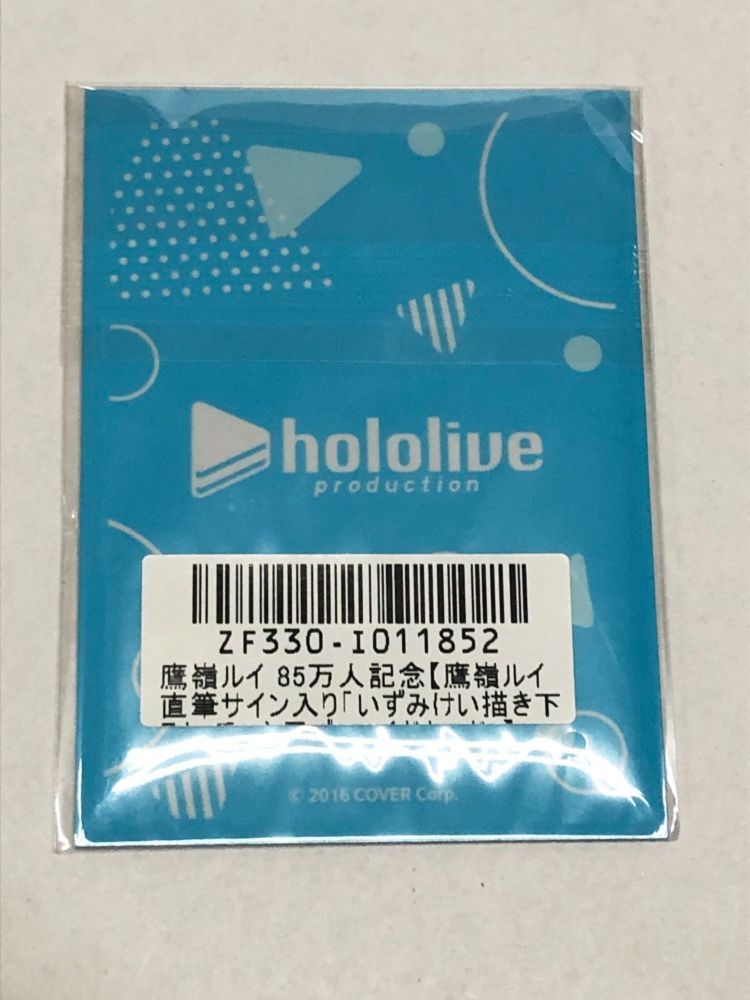 hololive
production
ZF330-I011852
鷹嶺ルイ 85万人記念【鷹嶺ルイ
直筆サイン入り「いずみけい描き下
© 2016 COVER Corp.